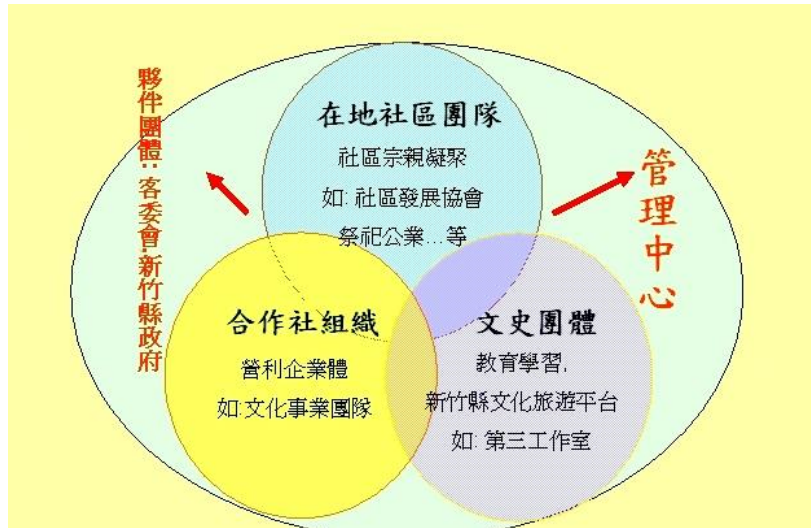 夥伴團體：客委會.新竹縣政府
在地社區團隊
社區宗親凝聚
如: 社區發展協會
祭祀公業…等
管理中心
合作社組織
營利企業體
如:文化事業團隊
文史團體
教育學習,
新竹縣文化旅遊平台
如: 第三工作室